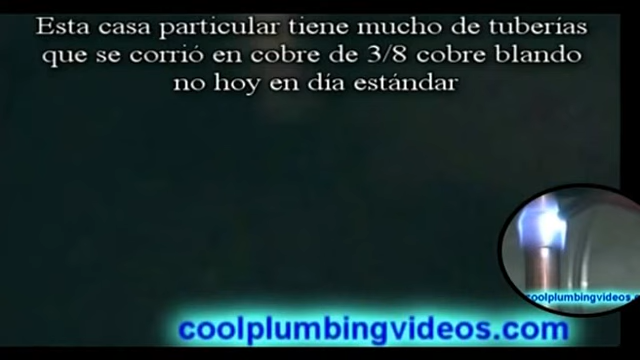 Esta casa particular tiene mucho de tuberías
que se corrió en cobre de 3/8 cobre blando
no hoy en día estándar
coolplumbingvideos.com
coolplumbingvideos.c